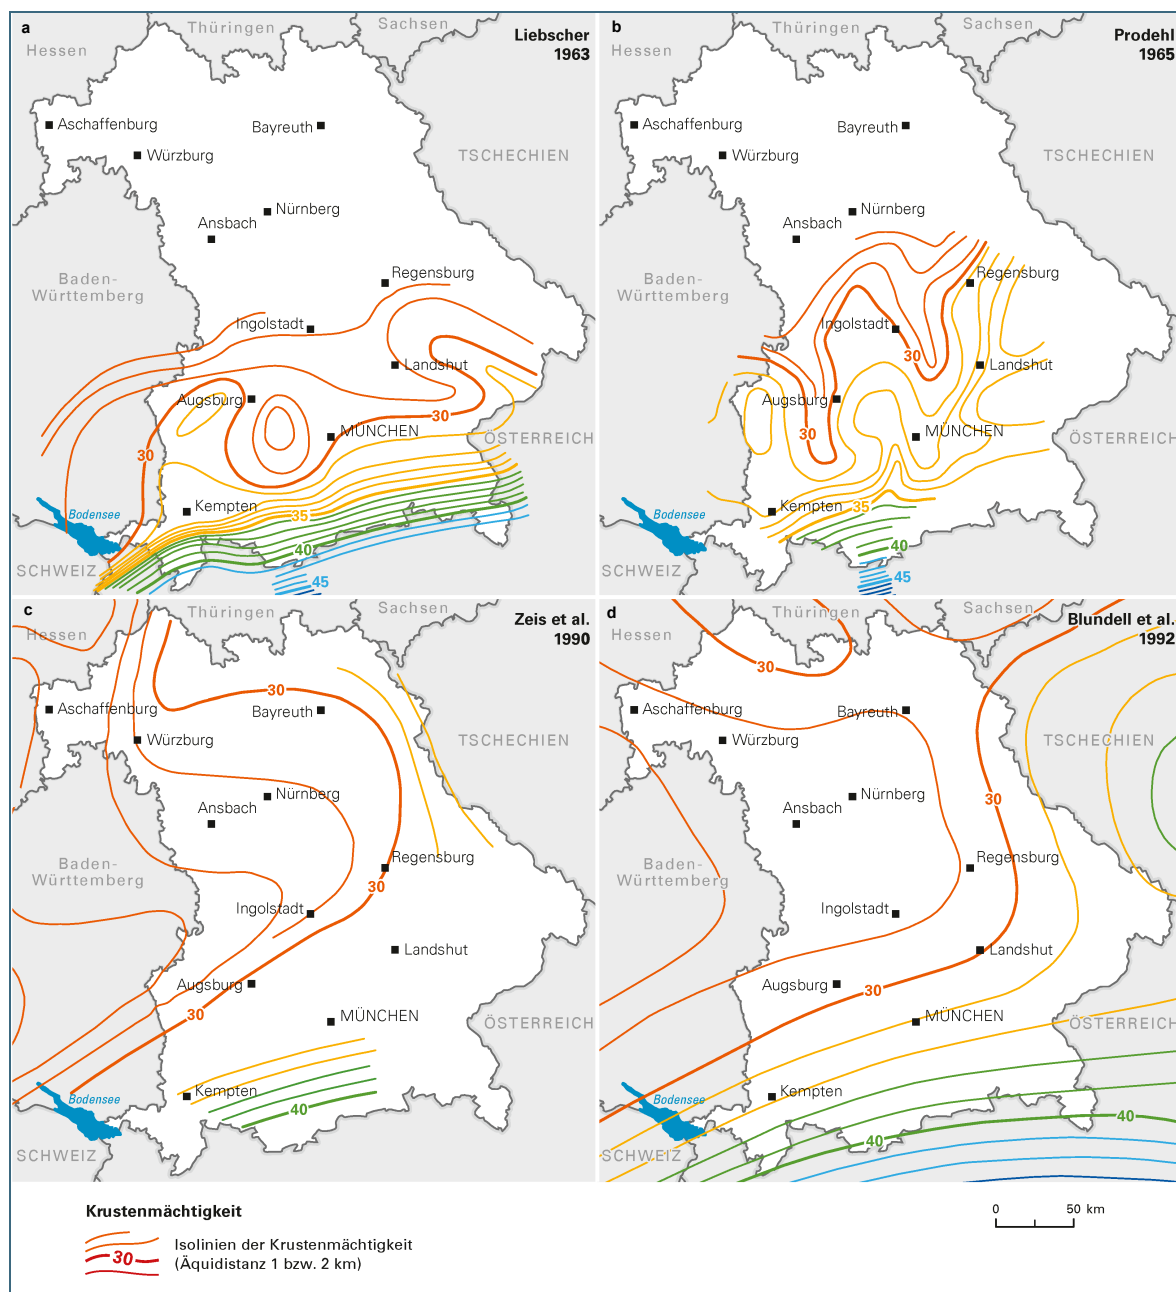 a
Liebscher
1963
Hessen
Thüringen
Sachsen
Aschaffenburg
Bayreuth
Würzburg
TSCHECHIEN
Nürnberg
Ansbach
Baden-
Württemberg
Regensburg
Ingolstadt
Landshut
Augsburg
30
MÜNCHEN
ÖSTERREICH
30
Kempten
35
Bodensee
40
SCHWEIZ
45
b
Prodehl
1965
Hessen
Thüringen
Sachsen
Aschaffenburg
Bayreuth
Würzburg
TSCHECHIEN
Nürnberg
Ansbach
Baden-
Württemberg
Regensburg
Ingolstadt
30
Landshut
Augsburg
30
MÜNCHEN
ÖSTERREICH
Kempten
35
Bodensee
40
SCHWEIZ
45
c
Zeis et al.
1990
Hessen
Thüringen
Sachsen
30
Aschaffenburg
Bayreuth
Würzburg
TSCHECHIEN
Nürnberg
Ansbach
Baden-
Württemberg
Regensburg
30
Ingolstadt
Landshut
Augsburg
30
MÜNCHEN
ÖSTERREICH
Kempten
Bodensee
40
SCHWEIZ
d
Blundell et al.
1992
Hessen
Thüringen
Sachsen
30
Aschaffenburg
Bayreuth
Würzburg
TSCHECHIEN
Nürnberg
30
Ansbach
Baden-
Württemberg
Regensburg
Ingolstadt
Landshut
Augsburg
30
MÜNCHEN
ÖSTERREICH
Kempten
Bodensee
40
40
SCHWEIZ
Krustenmächtigkeit
30
Isolinien der Krustenmächtigkeit
(Äquidistanz 1 bzw. 2 km)
0 50 km